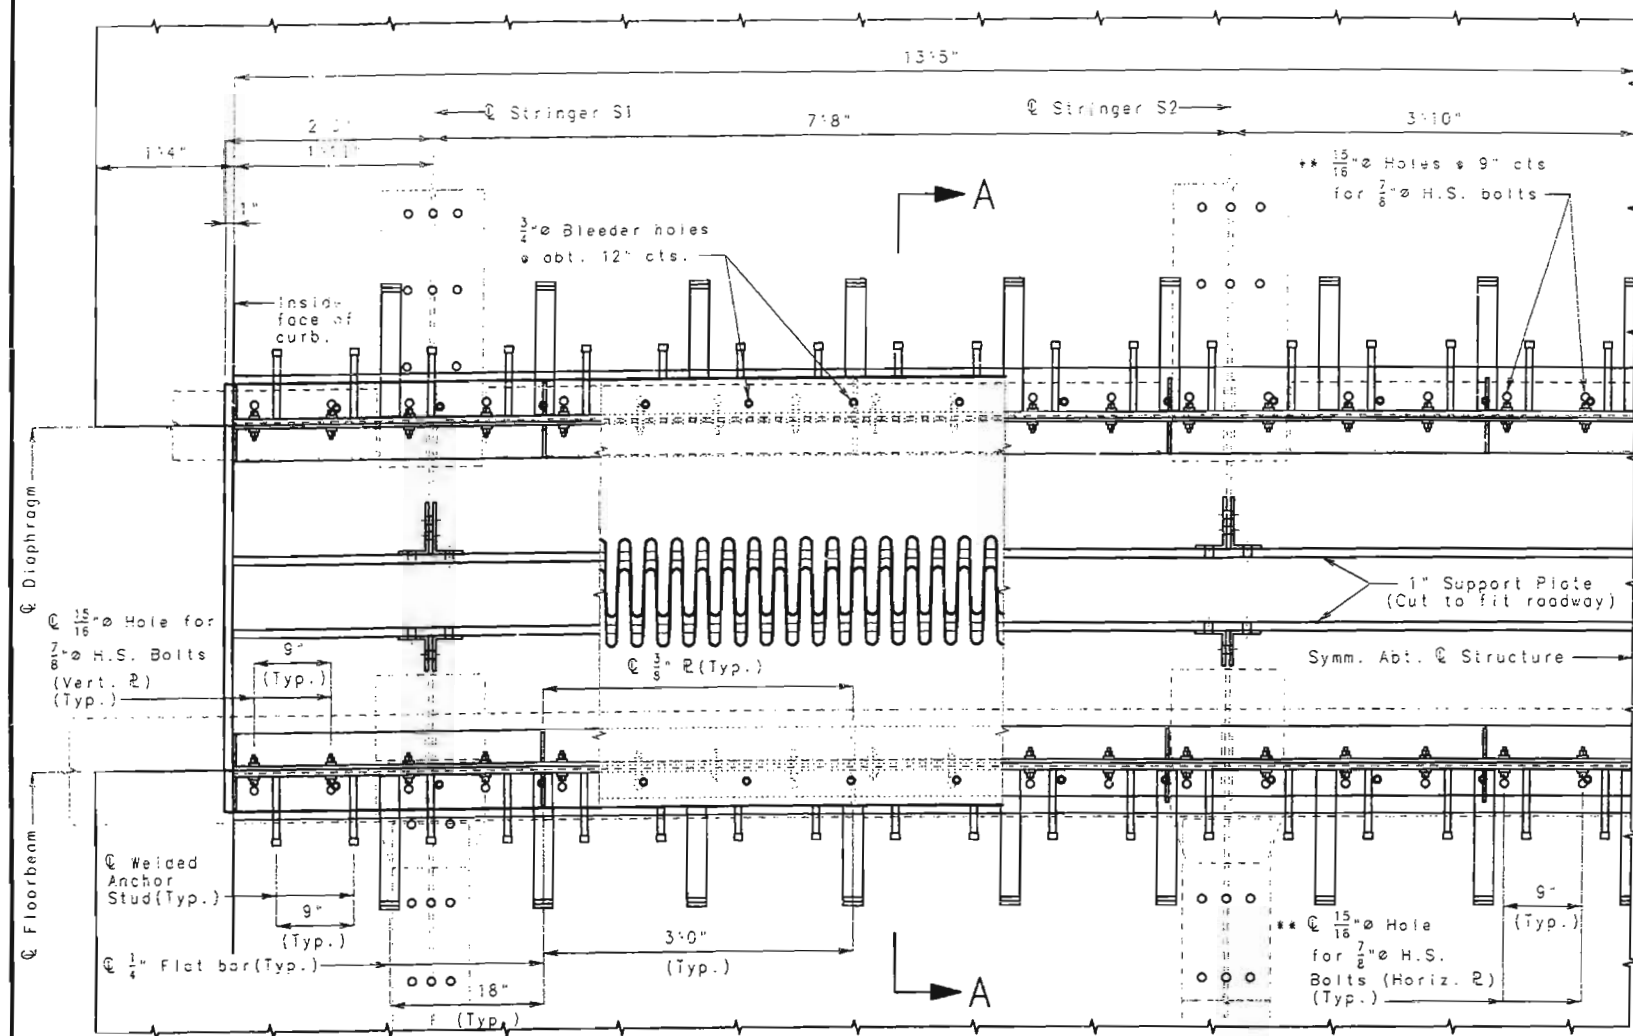 13'-5"
℄ Stringer S1
℄ Stringer S2
7'-8"
3'-10"
1'-4"
1'-11"
1"
** 15/16"ø Holes @ 9" cts
for 7/8"ø H.S. bolts
A
3/4"ø Bleeder holes
@ abt. 12" cts.
Inside
face of
curb.
℄ Diaphragm
℄ 15/16"ø Hole for
7/8"ø H.S. Bolts
(Vert. ℞)
(Typ.)
9"
(Typ.)
1" Support Plate
(Cut to fit roadway)
℄ 3/8" ℞(Typ.)
Symm. Abt. ℄ Structure
℄ Floorbeam
℄ Welded
Anchor
Stud(Typ.)
9"
(Typ.)
℄ 1/4" Flat bar(Typ.)
18"
(Typ.)
3'-0"
(Typ.)
A
9"
(Typ.)
** ℄ 15/16"ø Hole
for 7/8"ø H.S.
Bolts (Horiz. ℞)
(Typ.)